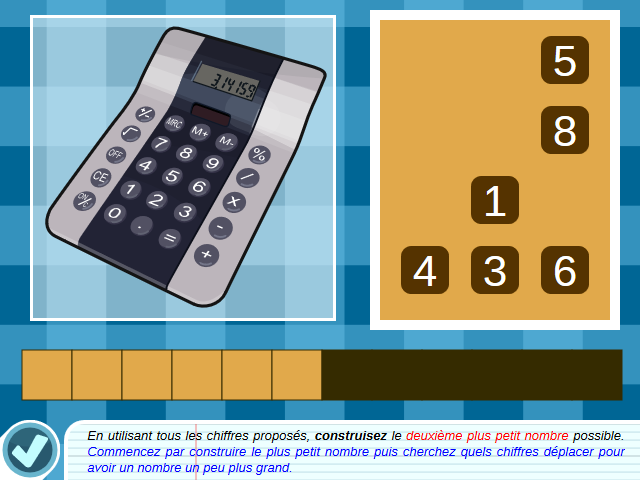 314159
+/- MRC M+ M- %
√ 7 8 9 /
OFF 4 5 6 x
CE 1 2 3 -
ON/C 0 . = +
5
8
1
4 3 6
En utilisant tous les chiffres proposés, construisez le deuxième plus petit nombre possible.
Commencez par construire le plus petit nombre puis cherchez quels chiffres déplacer pour
avoir un nombre un peu plus grand.